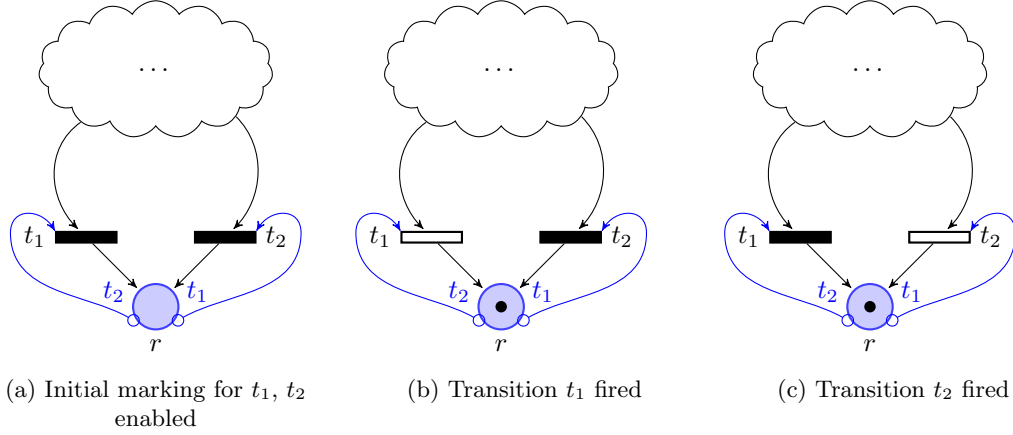 ... ... ...
t₁ t₂ t₁ t₂ t₁ t₂
t₂ t₁ t₂ t₁ t₂ t₁
r r r
(a) Initial marking for t₁, t₂ enabled
(b) Transition t₁ fired
(c) Transition t₂ fired